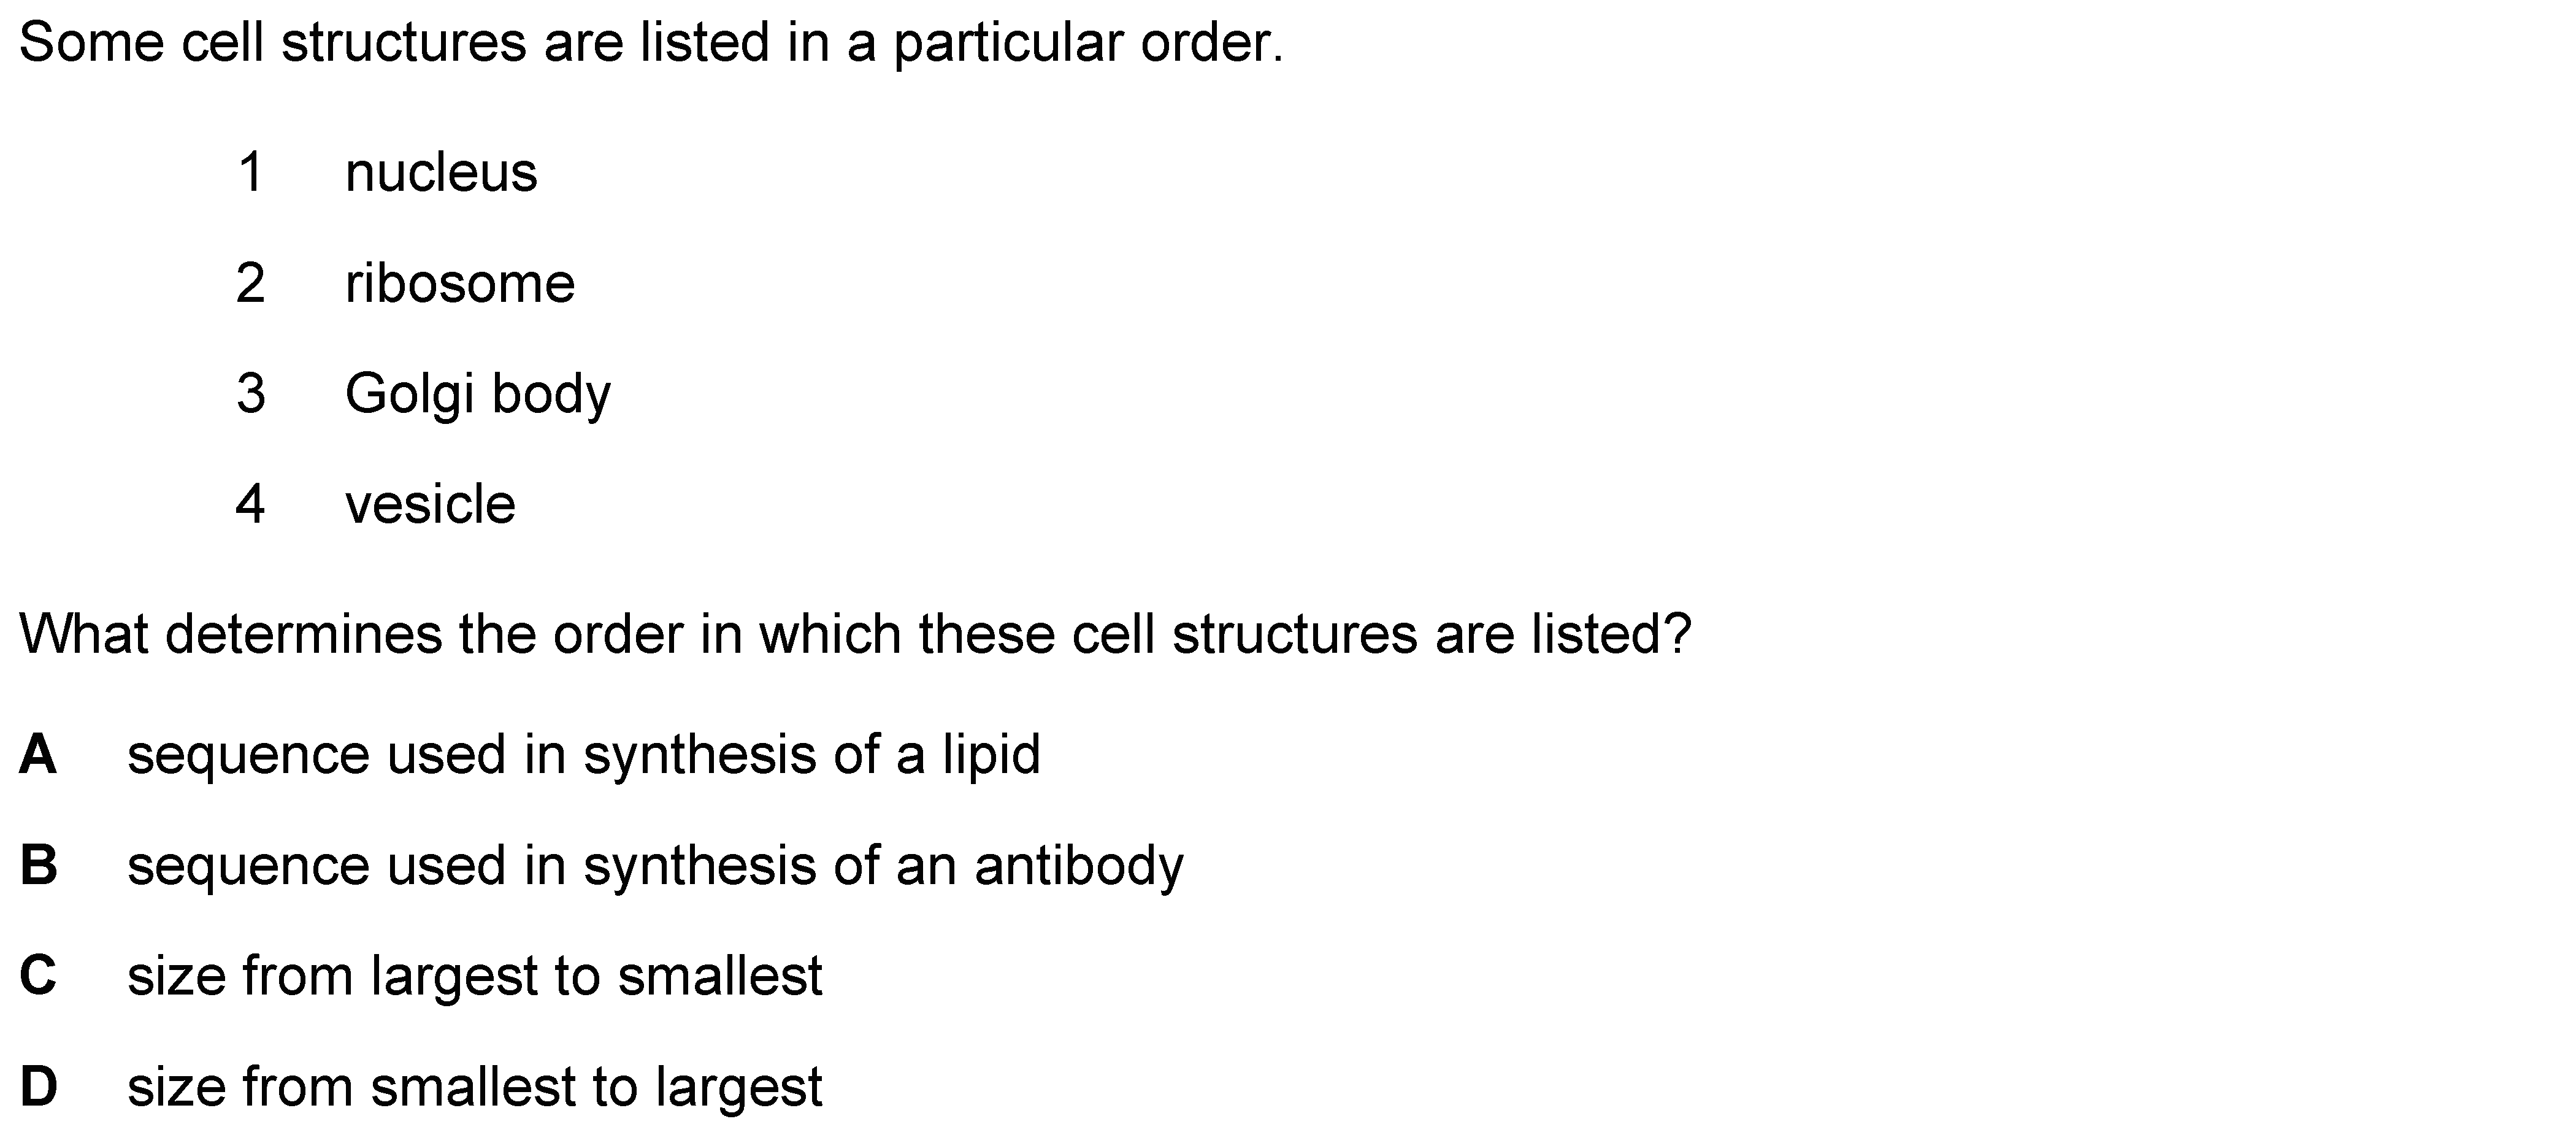 Some cell structures are listed in a particular order.
1 nucleus
2 ribosome
3 Golgi body
4 vesicle
What determines the order in which these cell structures are listed?
A sequence used in synthesis of a lipid
B sequence used in synthesis of an antibody
C size from largest to smallest
D size from smallest to largest